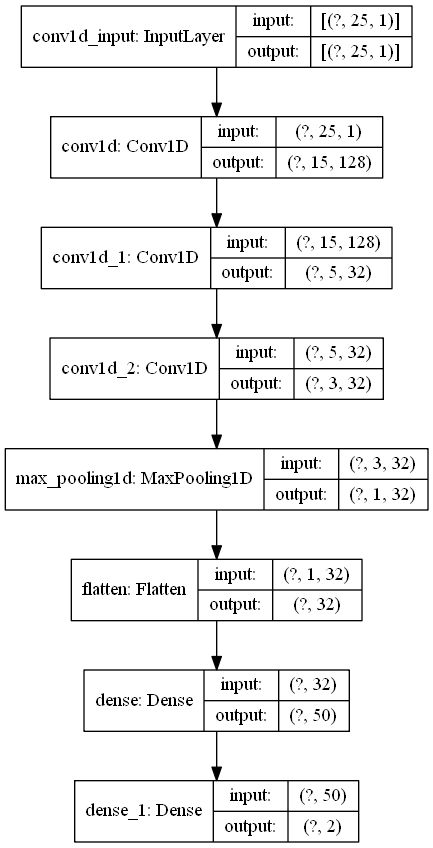 conv1d_input: InputLayer
input: [(?, 25, 1)]
output: [(?, 25, 1)]
conv1d: Conv1D
input: (?, 25, 1)
output: (?, 15, 128)
conv1d_1: Conv1D
input: (?, 15, 128)
output: (?, 5, 32)
conv1d_2: Conv1D
input: (?, 5, 32)
output: (?, 3, 32)
max_pooling1d: MaxPooling1D
input: (?, 3, 32)
output: (?, 1, 32)
flatten: Flatten
input: (?, 1, 32)
output: (?, 32)
dense: Dense
input: (?, 32)
output: (?, 50)
dense_1: Dense
input: (?, 50)
output: (?, 2)